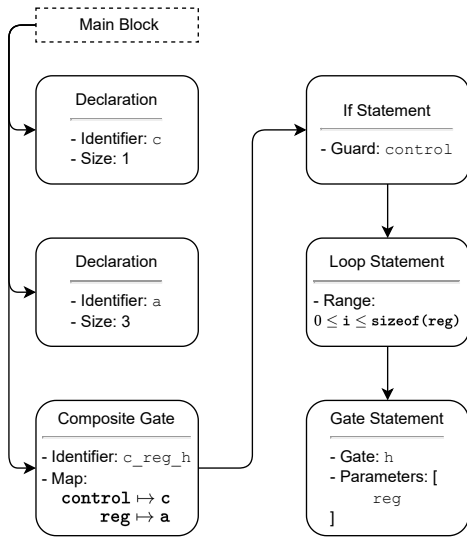 Main Block
Declaration
- Identifier: c
- Size: 1
Declaration
- Identifier: a
- Size: 3
Composite Gate
- Identifier: c_reg_h
- Map:
control ↦ c
reg ↦ a
If Statement
- Guard: control
Loop Statement
- Range:
0 ≤ i ≤ sizeof(reg)
Gate Statement
- Gate: h
- Parameters: [
reg
]